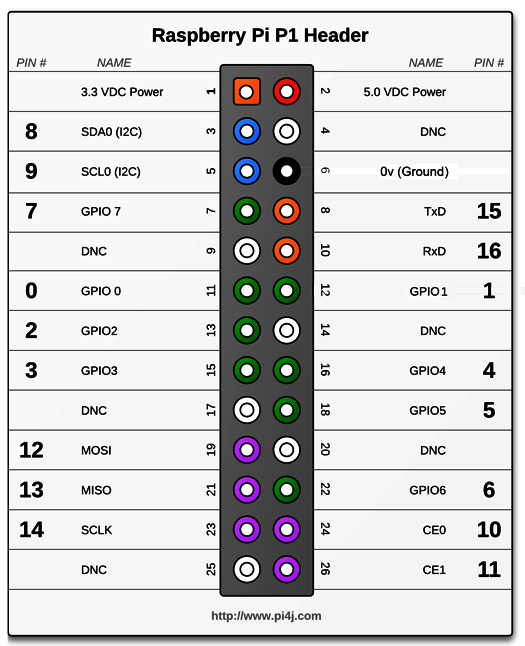 Raspberry Pi P1 Header
PIN # NAME NAME PIN #
3.3 VDC Power 1 2 5.0 VDC Power
8 SDA0 (I2C) 3 4 DNC
9 SCL0 (I2C) 5 6 0v (Ground)
7 GPIO 7 7 8 TxD 15
DNC 9 10 RxD 16
0 GPIO 0 11 12 GPIO1 1
2 GPIO2 13 14 DNC
3 GPIO3 15 16 GPIO4 4
DNC 17 18 GPIO5 5
12 MOSI 19 20 DNC
13 MISO 21 22 GPIO6 6
14 SCLK 23 24 CE0 10
DNC 25 26 CE1 11
http://www.pi4j.com